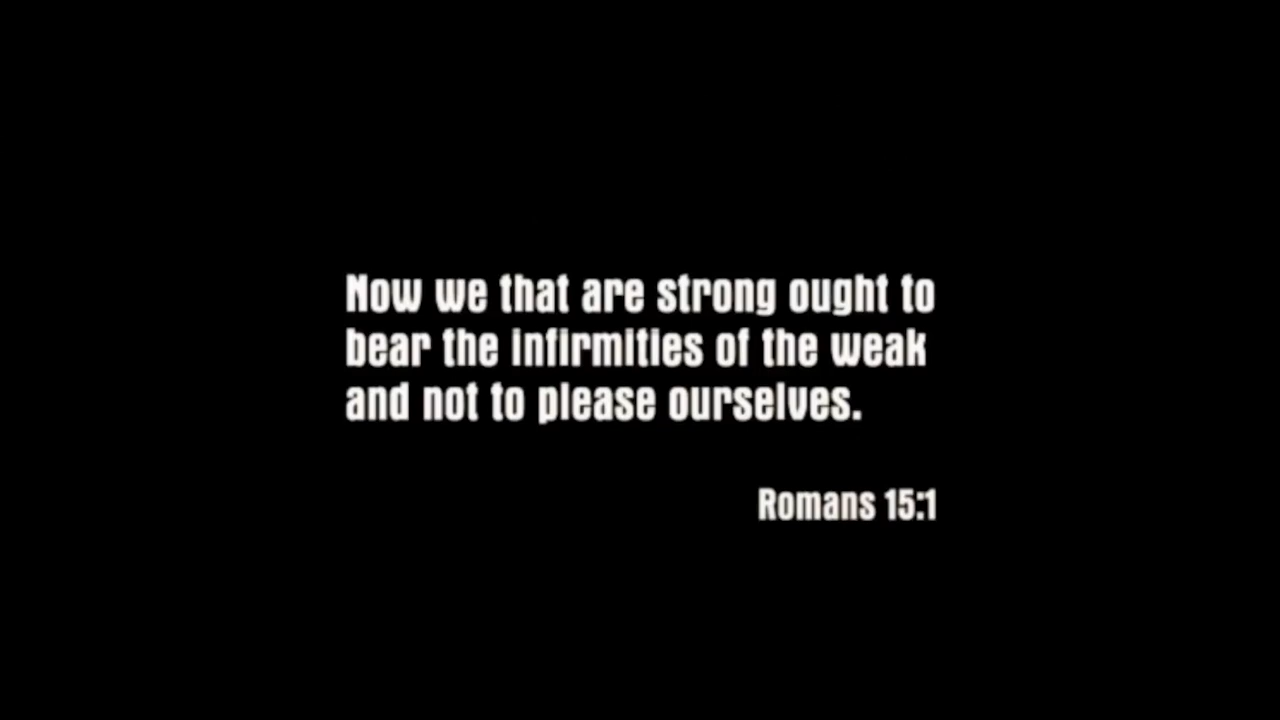 Now we that are strong ought to
bear the infirmities of the weak
and not to please ourselves.
Romans 15:1